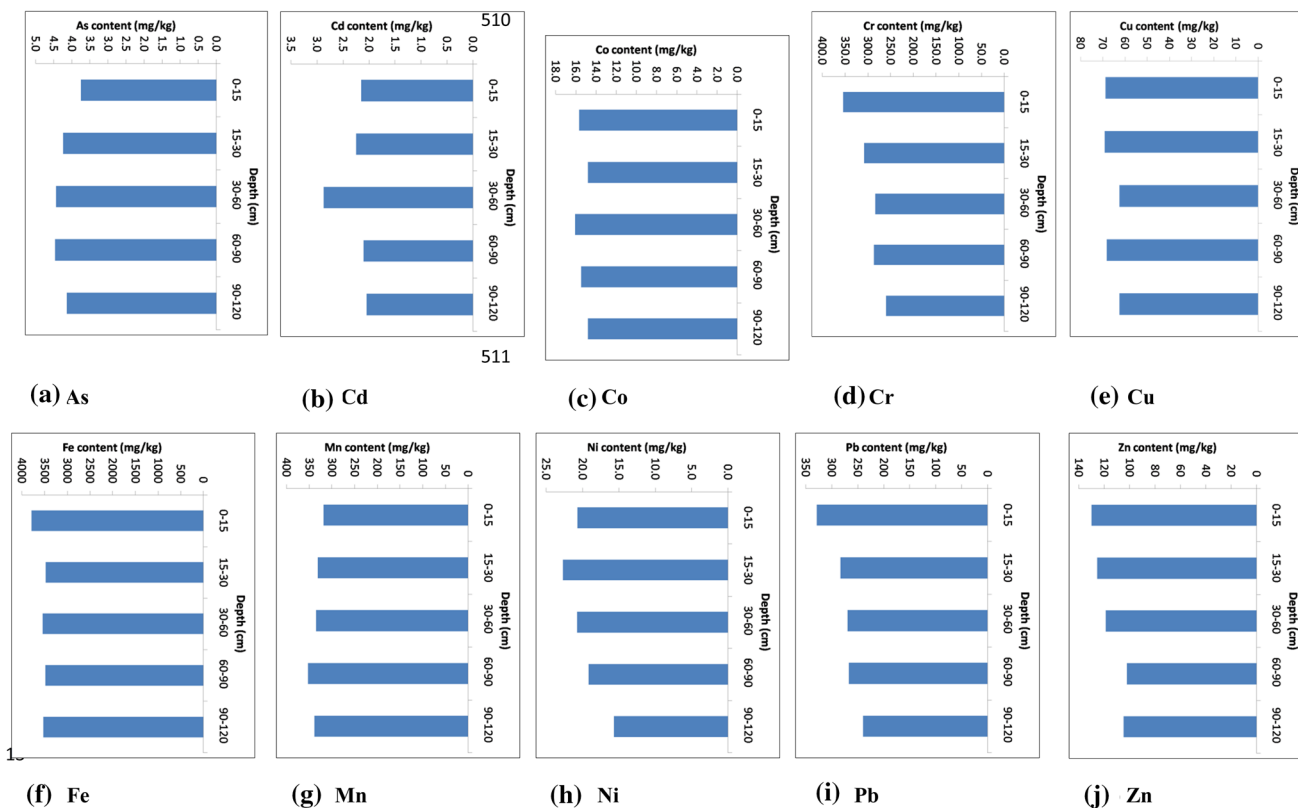 510
As content (mg/kg)
5.0 4.5 4.0 3.5 3.0 2.5 2.0 1.5 1.0 0.5 0.0
0-15
15-30
30-60
60-90
90-120
Depth (cm)
Cd content (mg/kg)
3.5 3.0 2.5 2.0 1.5 1.0 0.5 0.0
0-15
15-30
30-60
60-90
90-120
Depth (cm)
Co content (mg/kg)
18.0 16.0 14.0 12.0 10.0 8.0 6.0 4.0 2.0 0.0
0-15
15-30
30-60
60-90
90-120
Depth (cm)
Cr content (mg/kg)
4000.0 3500.0 3000.0 2500.0 2000.0 1500.0 1000.0 500.0 0.0
0-15
15-30
30-60
60-90
90-120
Depth (cm)
Cu content (mg/kg)
80 70 60 50 40 30 20 10 0
0-15
15-30
30-60
60-90
90-120
Depth (cm)
511
(a) As
(b) Cd
(c) Co
(d) Cr
(e) Cu
Fe content (mg/kg)
4000 3500 3000 2500 2000 1500 1000 500 0
0-15
15-30
30-60
60-90
90-120
Depth (cm)
Mn content (mg/kg)
400 350 300 250 200 150 100 50 0
0-15
15-30
30-60
60-90
90-120
Depth (cm)
Ni content (mg/kg)
25.0 20.0 15.0 10.0 5.0 0.0
0-15
15-30
30-60
60-90
90-120
Depth (cm)
Pb content (mg/kg)
350 300 250 200 150 100 50 0
0-15
15-30
30-60
60-90
90-120
Depth (cm)
Zn content (mg/kg)
140 120 100 80 60 40 20 0
0-15
15-30
30-60
60-90
90-120
Depth (cm)
(f) Fe
(g) Mn
(h) Ni
(i) Pb
(j) Zn